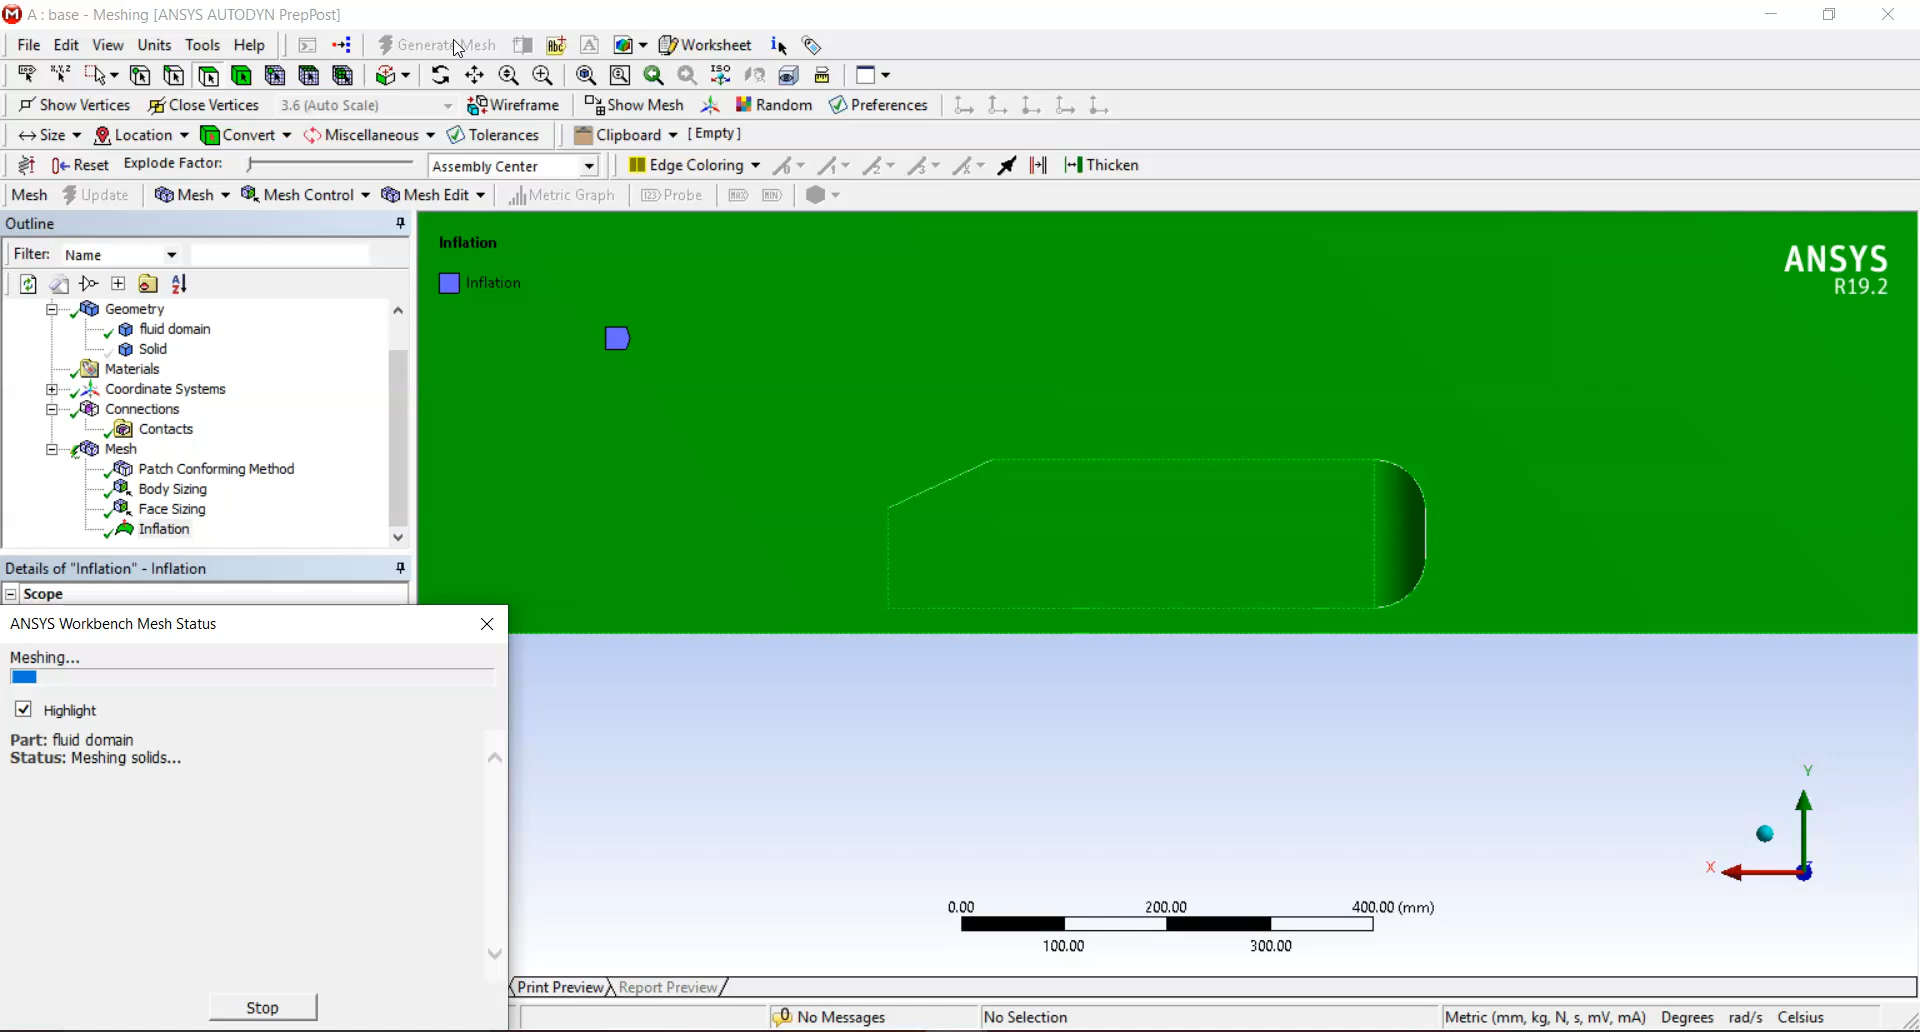 A : base - Meshing [ANSYS AUTODYN PrepPost]
File Edit View Units Tools Help Generate Mesh Worksheet
ISO
Show Vertices Close Vertices 3.6 (Auto Scale) Wireframe Show Mesh Random Preferences
Size Location Convert Miscellaneous Tolerances Clipboard [ Empty ]
Reset Explode Factor: Assembly Center Edge Coloring Thicken
Mesh Update Mesh Mesh Control Mesh Edit Metric Graph Probe MAX MIN
Outline
Filter: Name
Geometry
fluid domain
Solid
Materials
Coordinate Systems
Connections
Contacts
Mesh
Patch Conforming Method
Body Sizing
Face Sizing
Inflation
Details of "Inflation" - Inflation
Scope
ANSYS Workbench Mesh Status
Meshing...
Highlight
Part: fluid domain
Status: Meshing solids...
Stop
Inflation
Inflation
ANSYS
R19.2
Y
X
0.00 200.00 400.00 (mm)
100.00 300.00
Print Preview Report Preview
0 No Messages No Selection Metric (mm, kg, N, s, mV, mA) Degrees rad/s Celsius